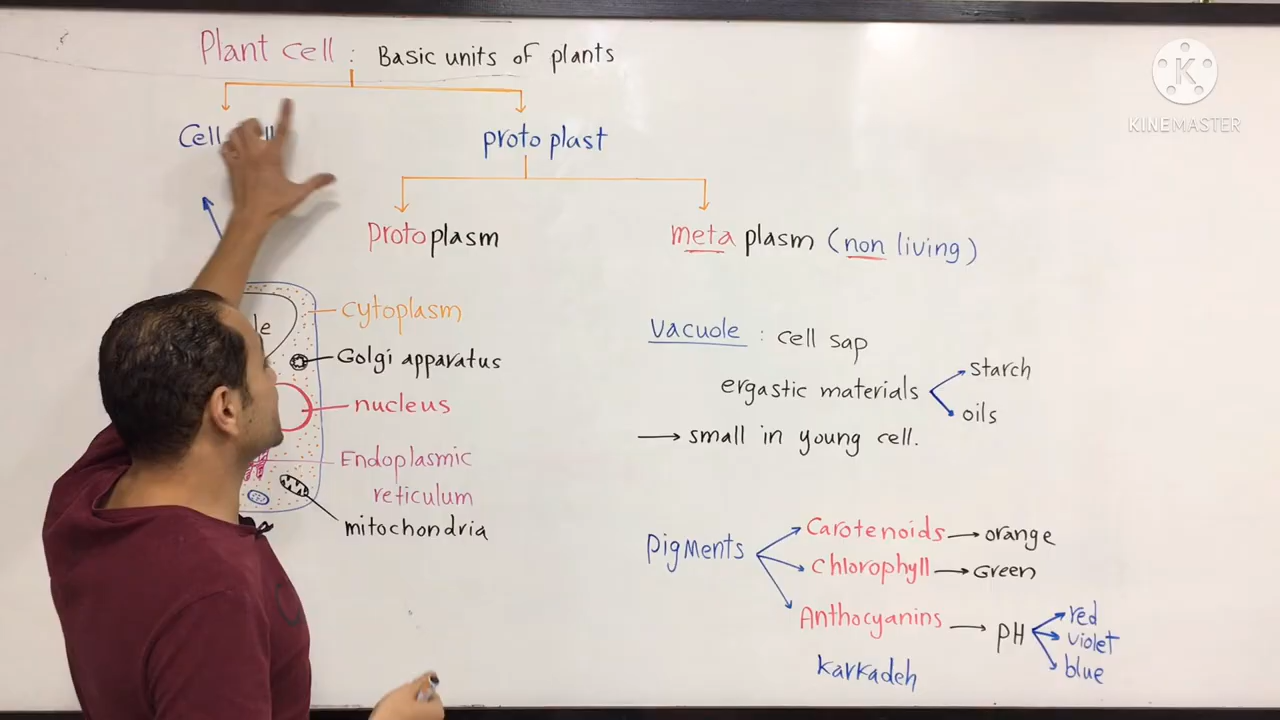 Plant cell : Basic units of plants
KINEMASTER
Cell
proto plast
Protoplasm
meta plasm (non living)
cytoplasm
Golgi apparatus
nucleus
Endoplasmic
reticulum
mitochondria
Vacuole : cell sap
ergastic materials
starch
oils
small in young cell.
Pigments
Carotenoids → orange
Chlorophyll → Green
Anthocyanins → pH
red
violet
blue
karkadeh